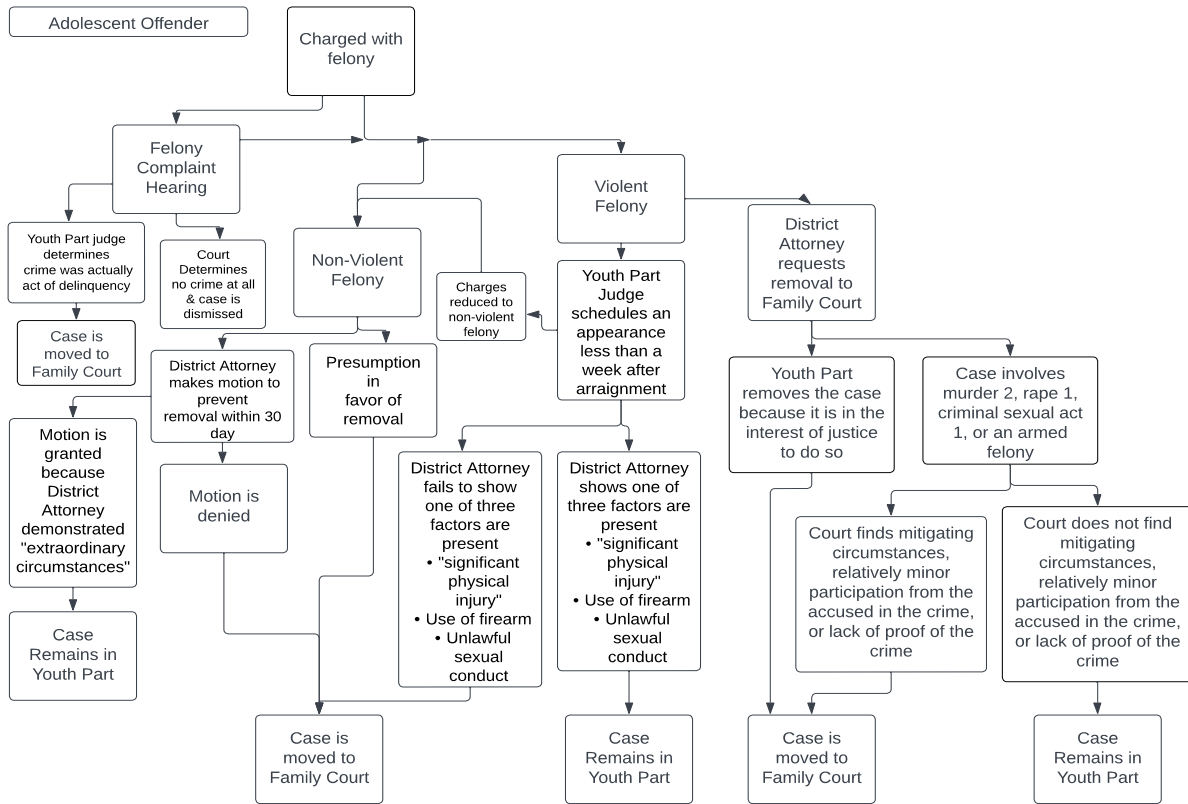 Adolescent Offender
Charged with
felony
Felony
Complaint
Hearing
Violent
Felony
District
Attorney
requests
removal to
Family Court
Youth Part judge
determines
crime was actually
act of delinquency
Court
Determines
no crime at all
& case is
dismissed
Non-Violent
Felony
Charges
reduced to
non-violent
felony
Youth Part
Judge
schedules an
appearance
less than a
week after
arraignment
Case is
moved to
Family Court
District Attorney
makes motion to
prevent
removal within 30
day
Presumption
in
favor of
removal
Youth Part
removes the case
because it is in the
interest of justice
to do so
Case involves
murder 2, rape 1,
criminal sexual act
1, or an armed
felony
Motion is
granted
because
District
Attorney
demonstrated
"extraordinary
circumstances"
Motion is
denied
District Attorney
fails to show
one of three
factors are
present
• "significant
physical
injury"
• Use of firearm
• Unlawful
sexual
conduct
District Attorney
shows one of
three factors are
present
• "significant
physical
injury"
• Use of firearm
• Unlawful
sexual
conduct
Court finds mitigating
circumstances,
relatively minor
participation from the
accused in the crime,
or lack of proof of the
crime
Court does not find
mitigating
circumstances,
relatively minor
participation from the
accused in the crime,
or lack of proof of the
crime
Case
Remains in
Youth Part
Case is
moved to
Family Court
Case
Remains in
Youth Part
Case is
moved to
Family Court
Case
Remains in
Youth Part